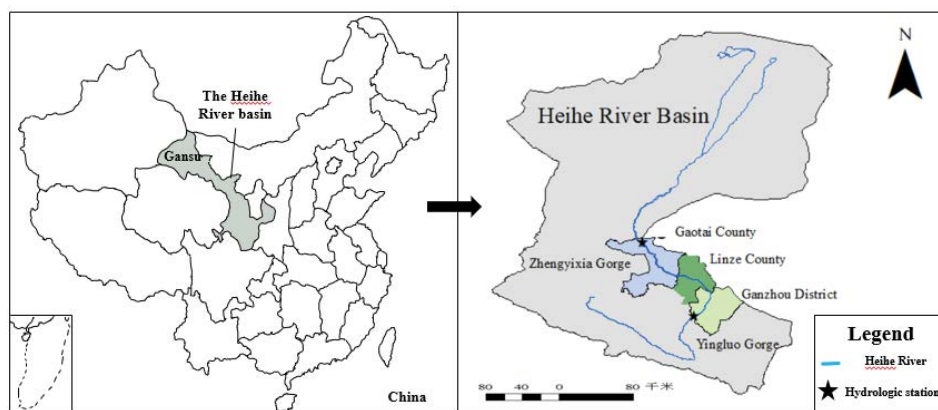 The Heihe
River basin
Gansu
China
N
Heihe River Basin
Gaotai County
Zhengyixia Gorge
Linze County
Ganzhou District
Yingluo Gorge
80 40 0 80 千米
Legend
Heihe River
Hydrologic station